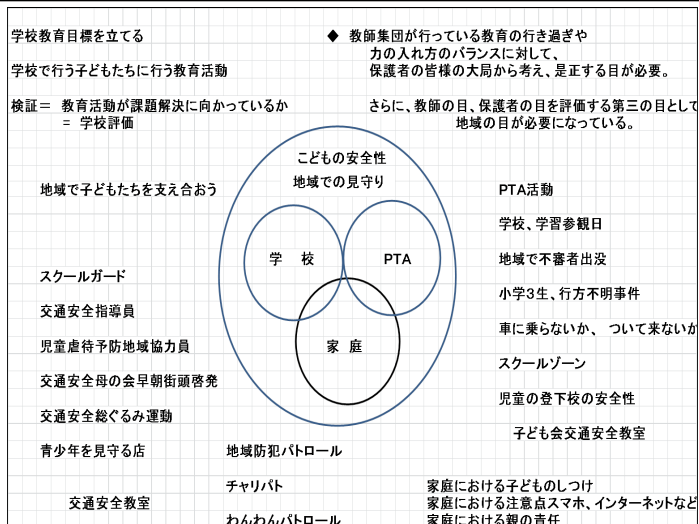 学校教育目標を立てる
◆ 教師集団が行っている教育の行き過ぎや
力の入れ方のバランスに対して、
学校で行う子どもたちに行う教育活動
保護者の皆様の大局から考え、是正する目が必要。
検証＝ 教育活動が課題解決に向かっているか
さらに、教師の目、保護者の目を評価する第三の目として
＝ 学校評価
地域の目が必要になっている。
こどもの安全性
地域での見守り
地域で子どもたちを支え合おう
PTA活動
学校、学習参観日
学 校
PTA
地域で不審者出没
スクールガード
小学３生、行方不明事件
交通安全指導員
車に乗らないか、 ついて来ないか
児童虐待予防地域協力員
家 庭
スクールゾーン
交通安全母の会早朝街頭啓発
児童の登下校の安全性
交通安全総ぐるみ運動
子ども会交通安全教室
青少年を見守る店
地域防犯パトロール
チャリパト
家庭における子どものしつけ
交通安全教室
家庭における注意点スマホ、インターネットなど
わんわんパトロール
家庭における親の責任